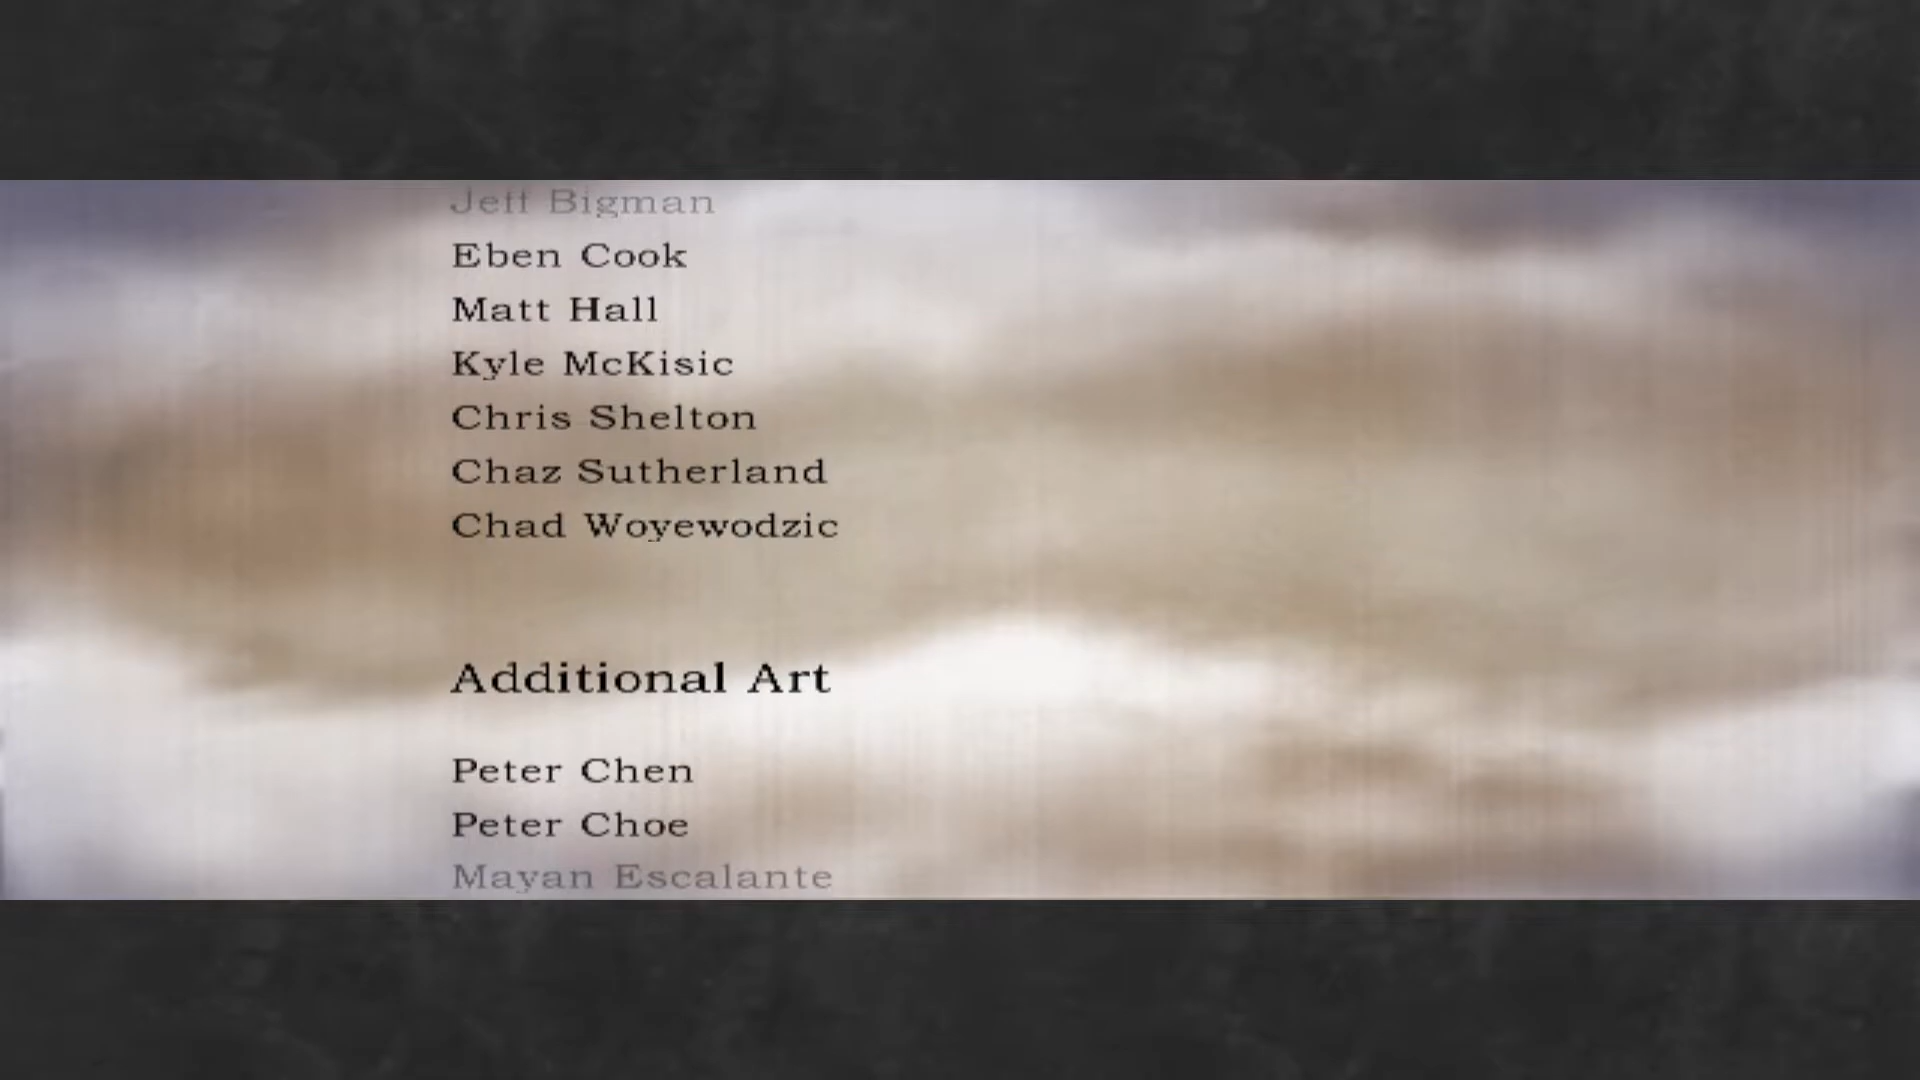 Jeff Bigman
Eben Cook
Matt Hall
Kyle McKisic
Chris Shelton
Chaz Sutherland
Chad Woyewodzic
Additional Art
Peter Chen
Peter Choe
Mayan Escalante